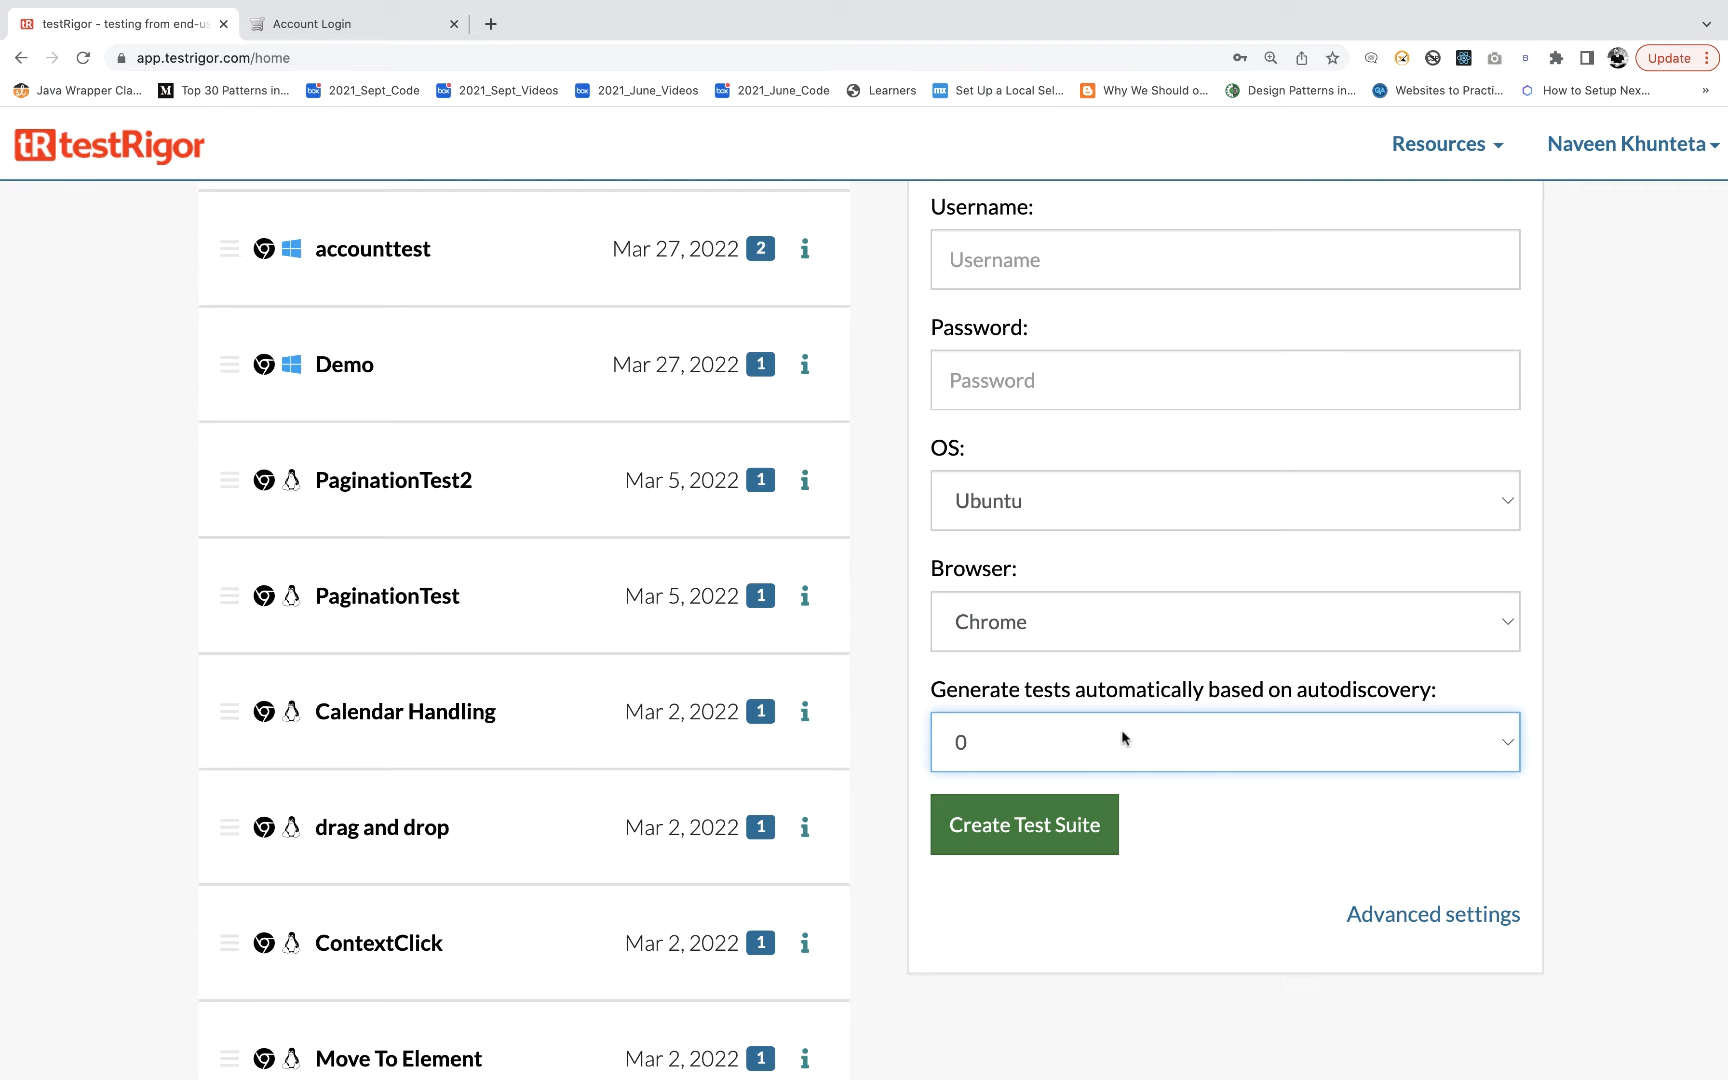 tR testRigor - testing from end-us
Account Login
app.testrigor.com/home
Update
Java Wrapper Cla...
Top 30 Patterns in...
2021_Sept_Code
2021_Sept_Videos
2021_June_Videos
2021_June_Code
Learners
Set Up a Local Sel...
Why We Should o...
Design Patterns in...
Websites to Practi...
How to Setup Nex...
»
tR testRigor
Resources
Naveen Khunteta
accounttest Mar 27, 2022 2 i
Demo Mar 27, 2022 1 i
PaginationTest2 Mar 5, 2022 1 i
PaginationTest Mar 5, 2022 1 i
Calendar Handling Mar 2, 2022 1 i
drag and drop Mar 2, 2022 1 i
ContextClick Mar 2, 2022 1 i
Move To Element Mar 2, 2022 1 i
Username:
Username
Password:
Password
OS:
Ubuntu
Browser:
Chrome
Generate tests automatically based on autodiscovery:
0
Create Test Suite
Advanced settings